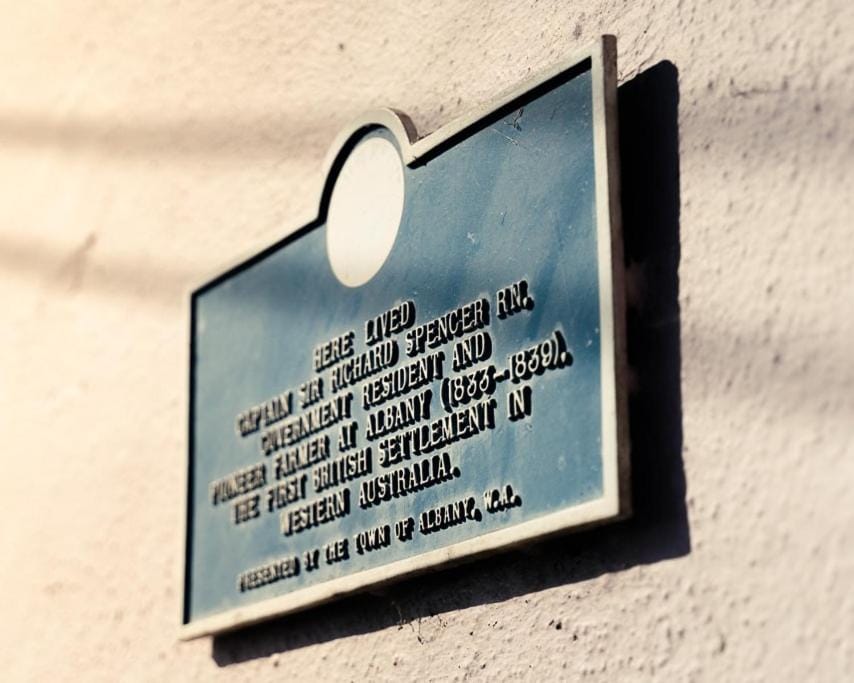 HERE LIVED
CAPTAIN SIR RICHARD SPENCER RN.,
GOVERNMENT RESIDENT AND
PIONEER FARMER AT ALBANY (1833-1839),
THE FIRST BRITISH SETTLEMENT IN
WESTERN AUSTRALIA.
PRESENTED BY THE TOWN OF ALBANY, W.A.